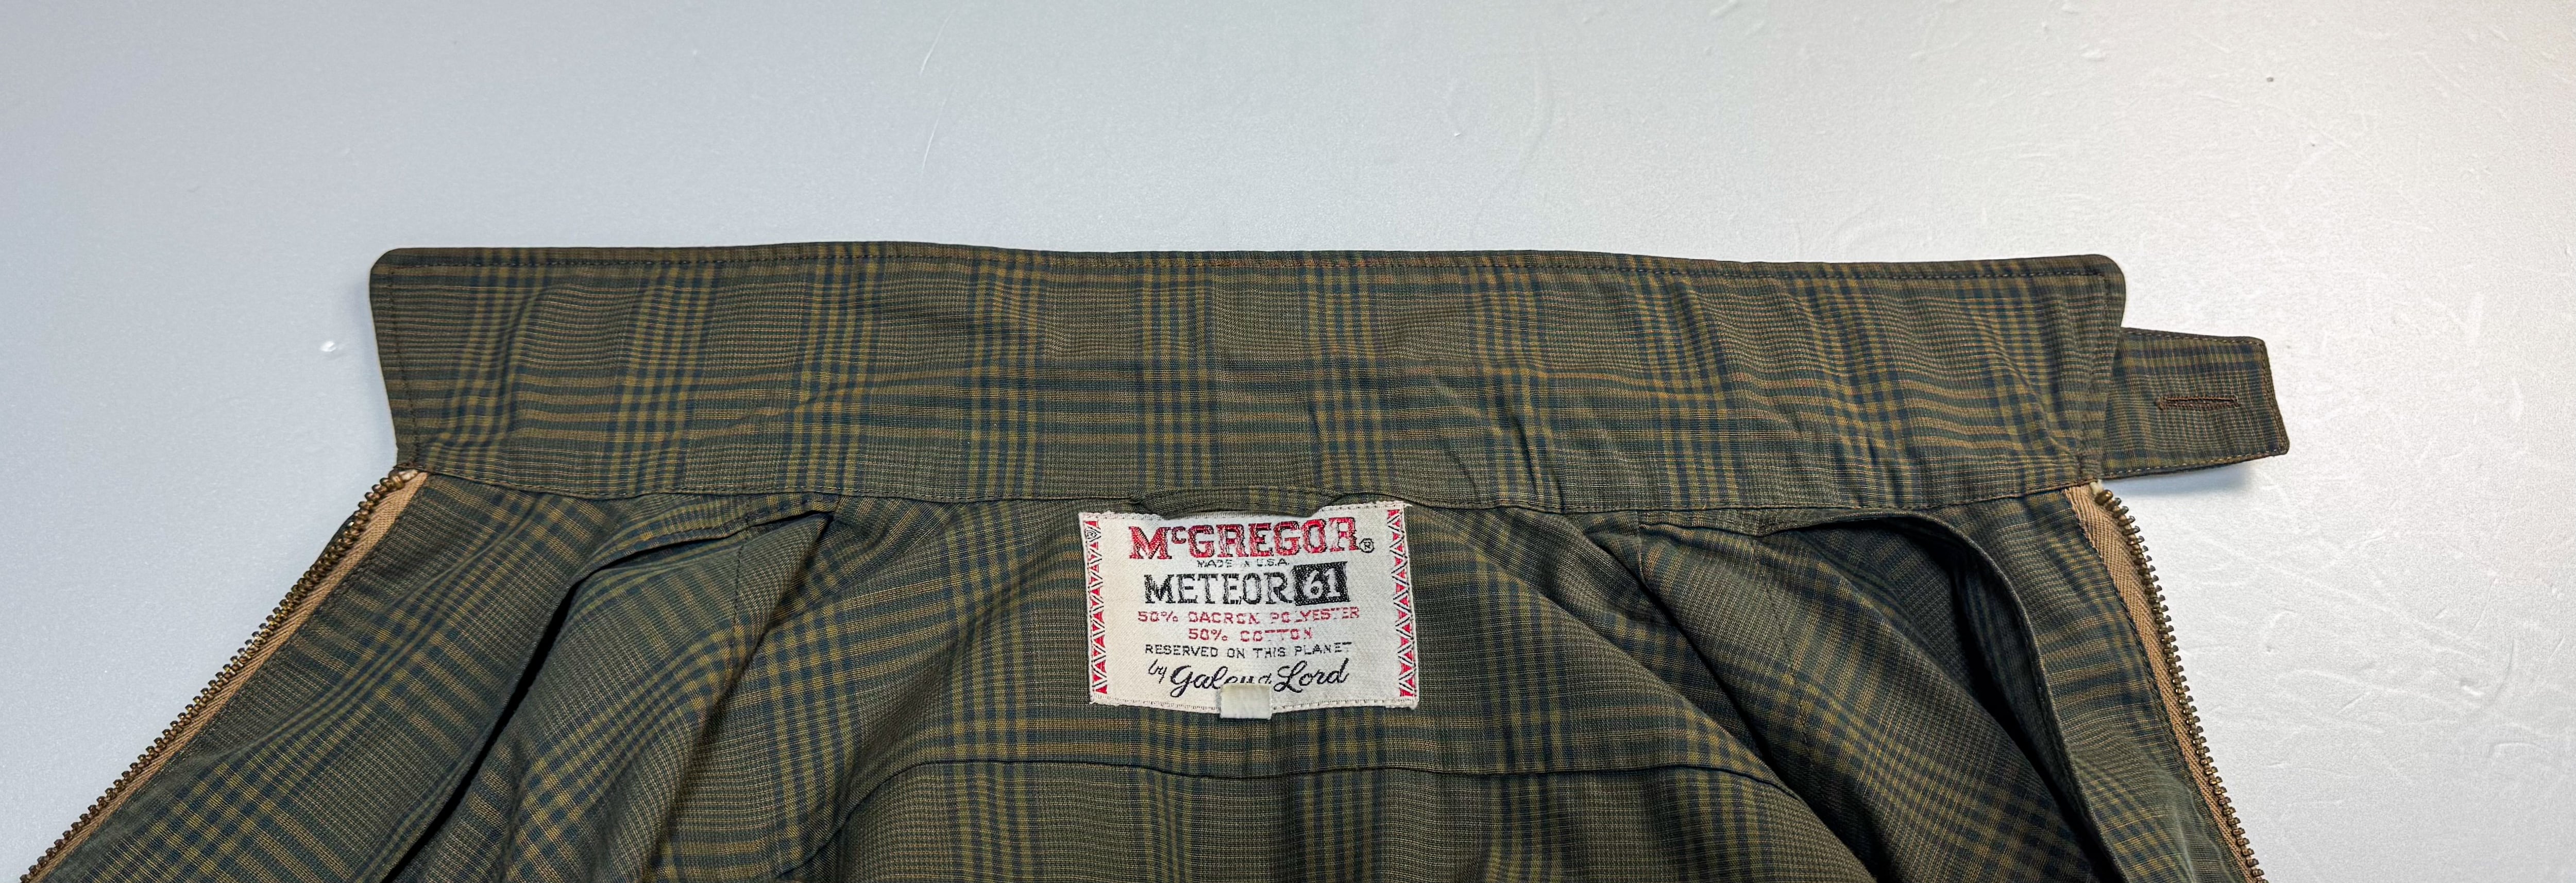 McGREGOR®
MADE IN U.S.A.
METEOR 61
50% DACRON POLYESTER
50% COTTON
RESERVED ON THIS PLANET
by Galey & Lord